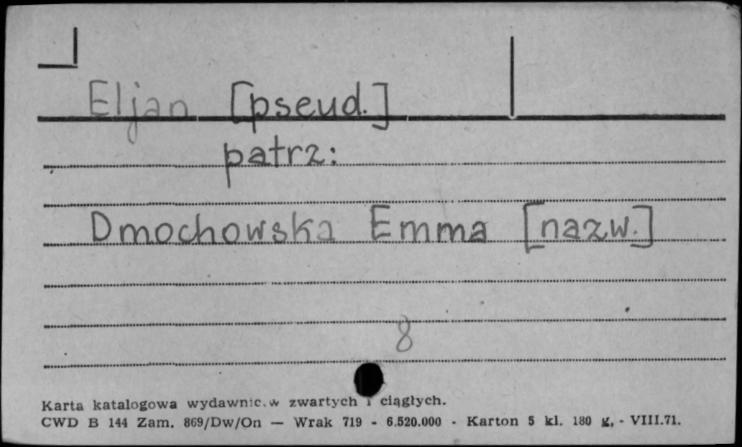 Eljan [pseud.]
patrz:
Dmochowska Emma [nazw.]
8
Karta katalogowa wydawnic.w zwartych i ciągłych.
CWD B 144 Zam. 869/Dw/On — Wrak 719 - 6.520.000 - Karton 5 kl. 180 g, - VIII.71.